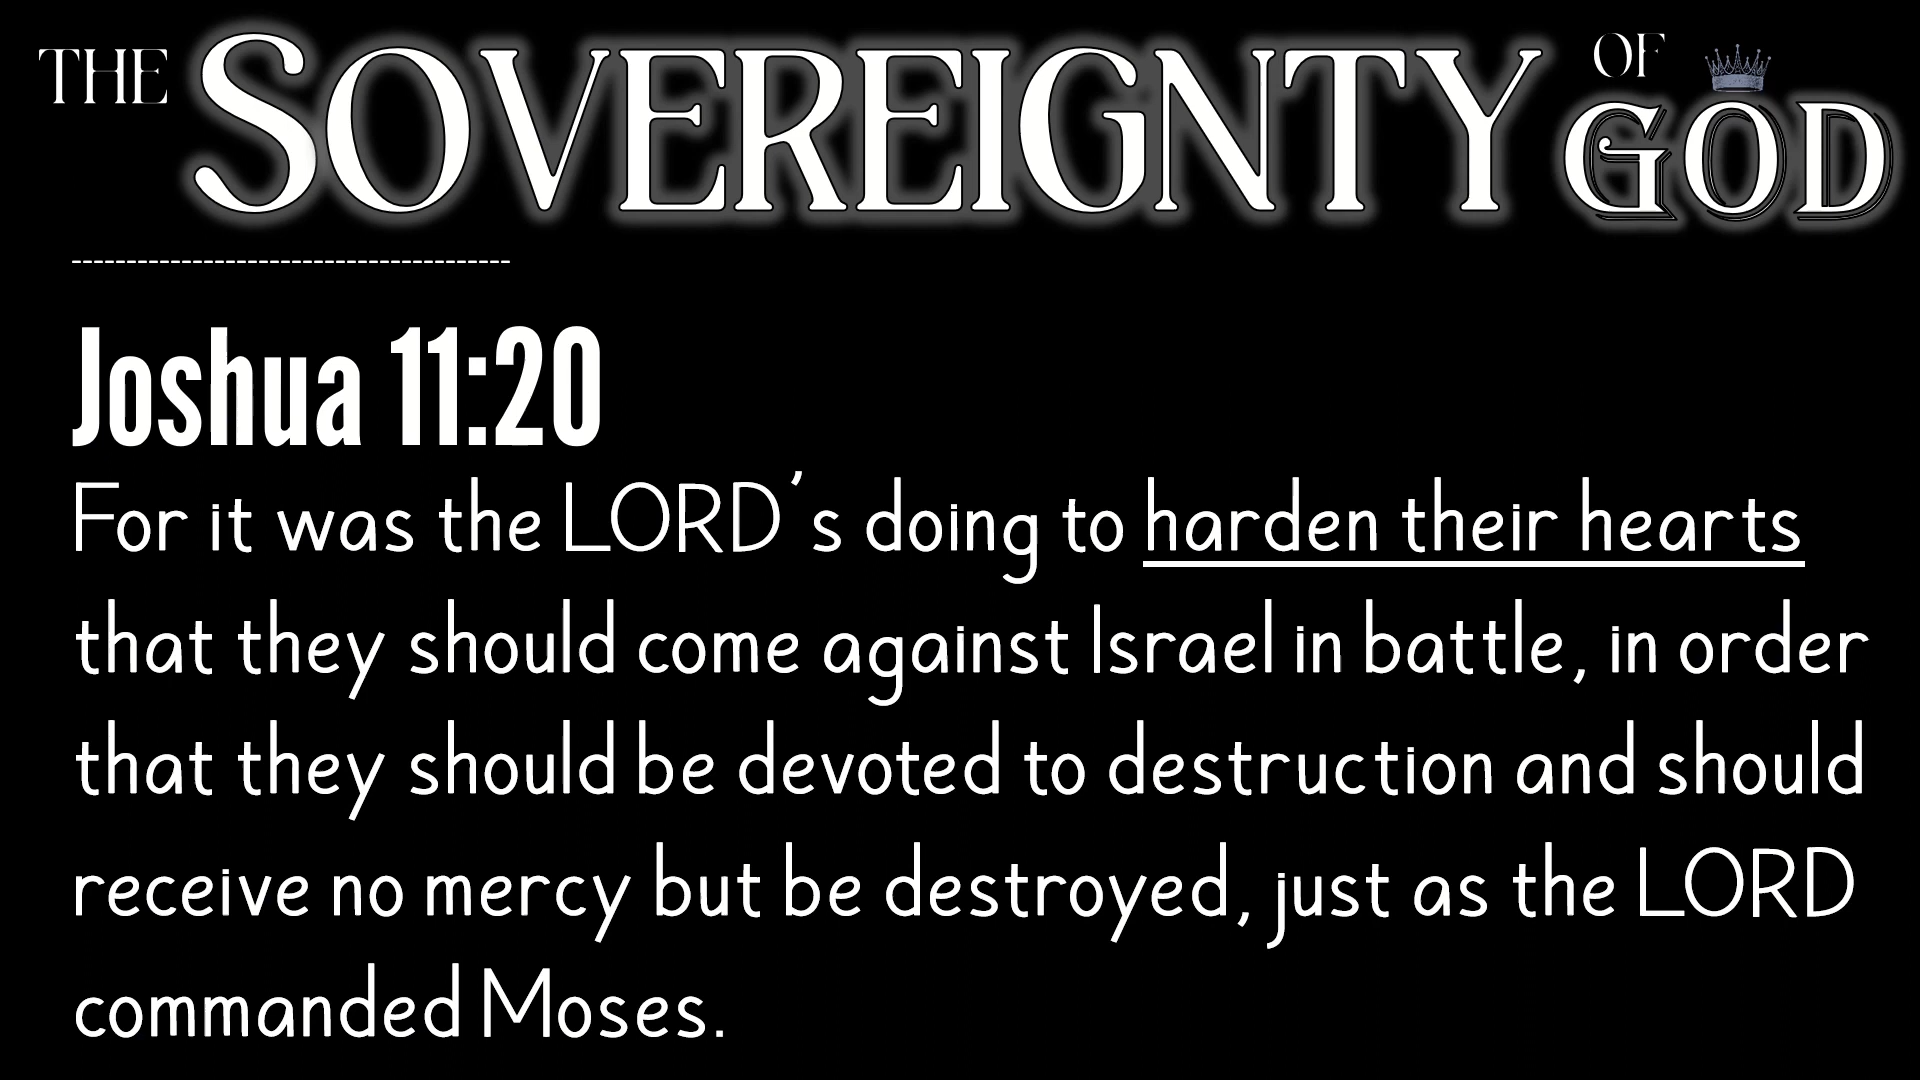 THE SOVEREIGNTY OF GOD
---------------------------------------
Joshua 11:20
For it was the LORD's doing to harden their hearts
that they should come against Israel in battle, in order
that they should be devoted to destruction and should
receive no mercy but be destroyed, just as the LORD
commanded Moses.